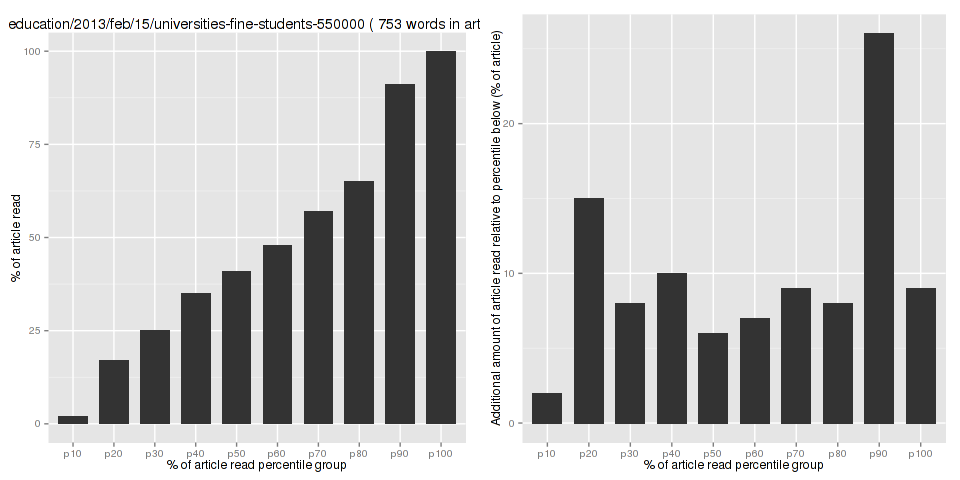 education/2013/feb/15/universities-fine-students-550000 ( 753 words in art
100
75
50
25
0
% of article read
p10 p20 p30 p40 p50 p60 p70 p80 p90 p100
% of article read percentile group
20
10
0
Additional amount of article read relative to percentile below (% of article)
p10 p20 p30 p40 p50 p60 p70 p80 p90 p100
% of article read percentile group